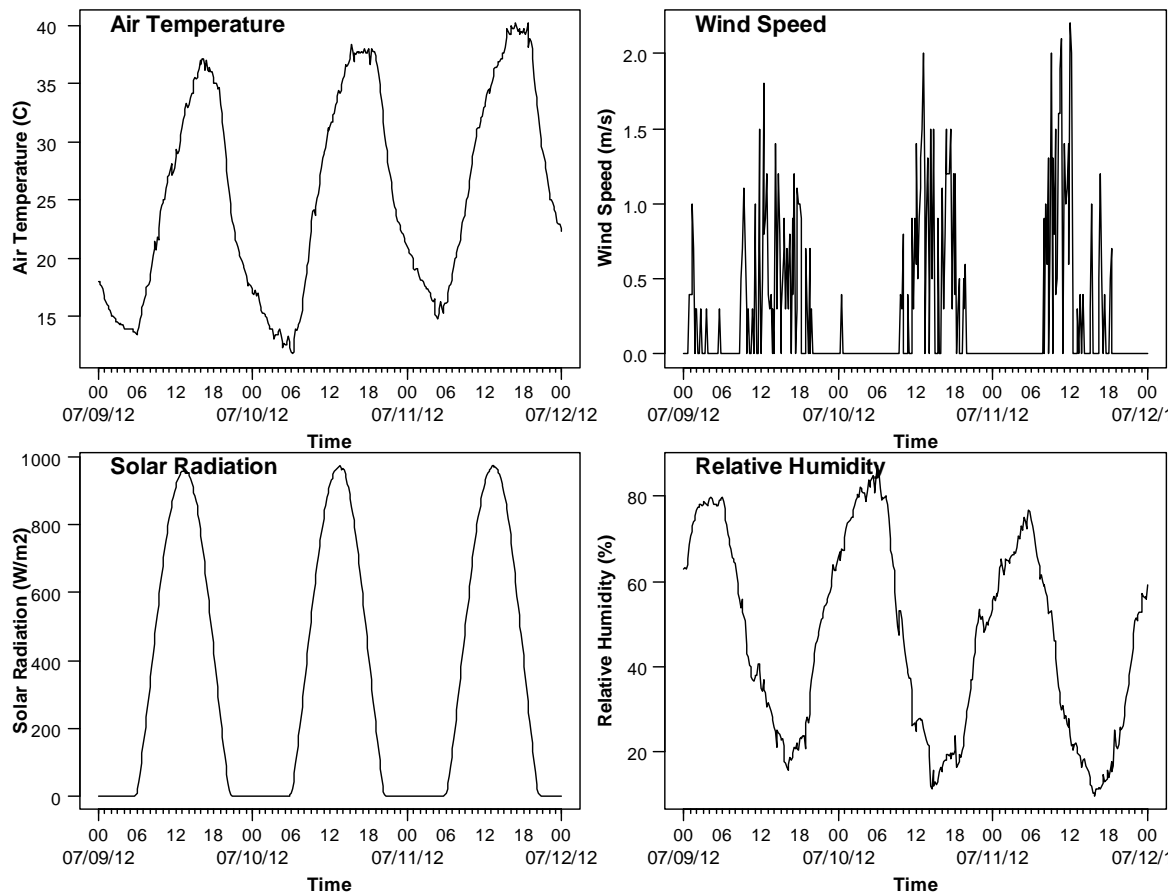 Air Temperature
Air Temperature (C)
40
35
30
25
20
15
00 06 12 18 00 06 12 18 00 06 12 18 00
07/09/12 07/10/12 07/11/12 07/12/12
Time
Wind Speed
Wind Speed (m/s)
2.0
1.5
1.0
0.5
0.0
00 06 12 18 00 06 12 18 00 06 12 18 00
07/09/12 07/10/12 07/11/12 07/12/1
Time
Solar Radiation
Solar Radiation (W/m2)
1000
800
600
400
200
0
00 06 12 18 00 06 12 18 00 06 12 18 00
07/09/12 07/10/12 07/11/12 07/12/12
Time
Relative Humidity
Relative Humidity (%)
80
60
40
20
00 06 12 18 00 06 12 18 00 06 12 18 00
07/09/12 07/10/12 07/11/12 07/12/1
Time